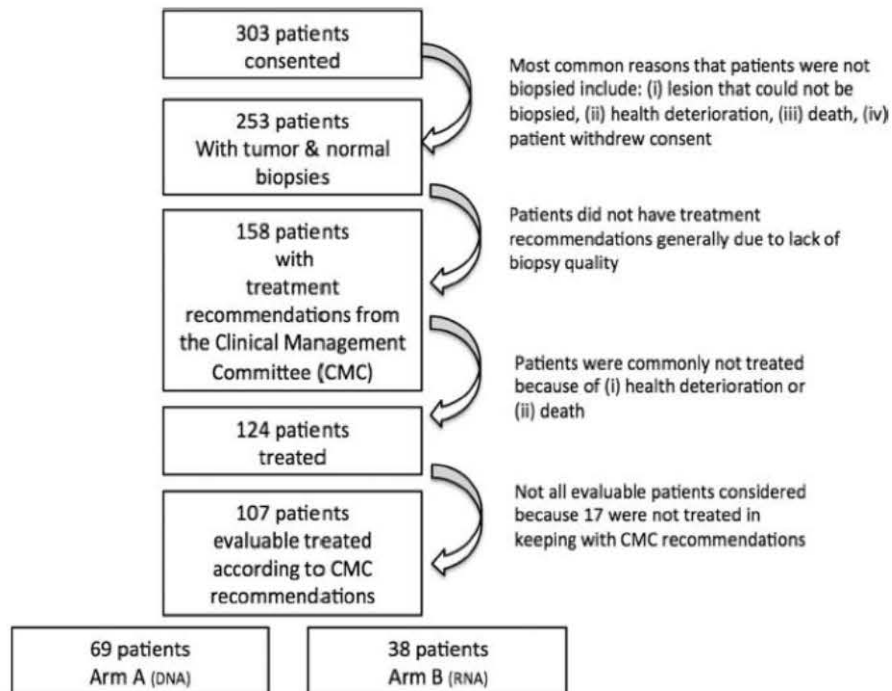 303 patients
consented
Most common reasons that patients were not
biopsied include: (i) lesion that could not be
biopsied, (ii) health deterioration, (iii) death, (iv)
patient withdrew consent
253 patients
With tumor & normal
biopsies
Patients did not have treatment
recommendations generally due to lack of
biopsy quality
158 patients
with
treatment
recommendations from
the Clinical Management
Committee (CMC)
Patients were commonly not treated
because of (i) health deterioration or
(ii) death
124 patients
treated
Not all evaluable patients considered
because 17 were not treated in
keeping with CMC recommendations
107 patients
evaluable treated
according to CMC
recommendations
69 patients
Arm A (DNA)
38 patients
Arm B (RNA)